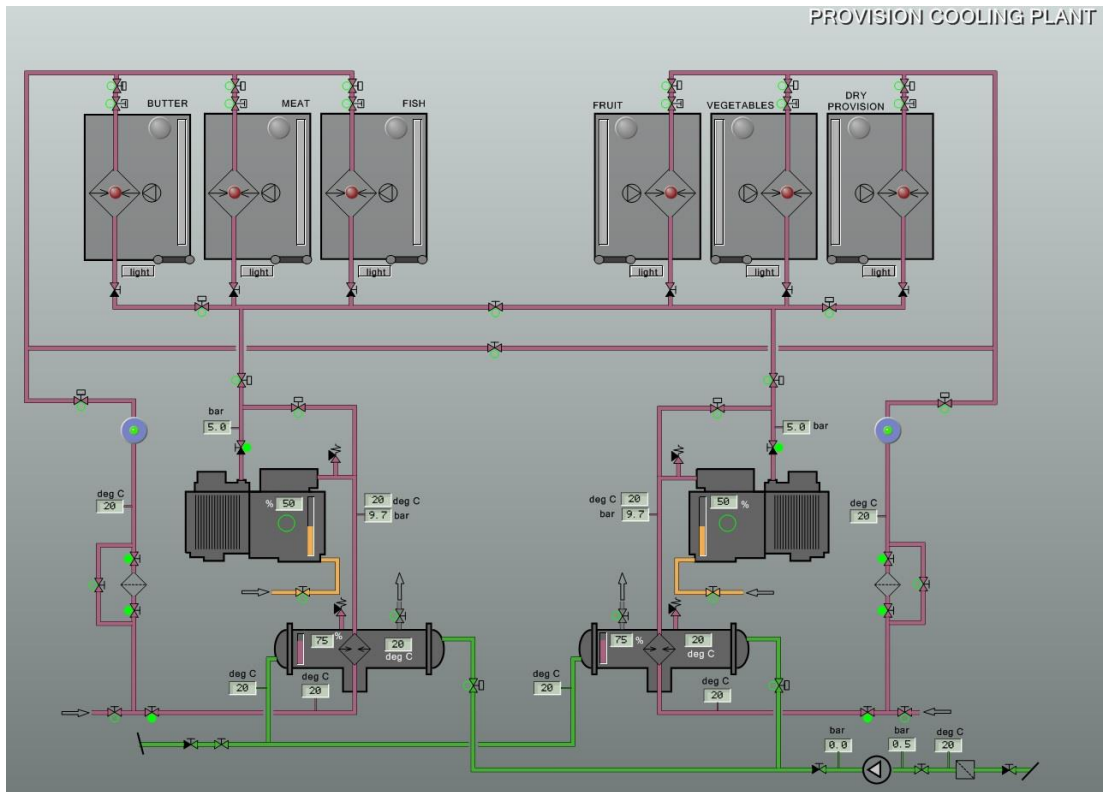 PROVISION COOLING PLANT
BUTTER
MEAT
FISH
FRUIT
VEGETABLES
DRY
PROVISION
light
light
light
light
light
light
bar
5.0
5.0 bar
deg C
20
% 50
20 deg C
9.7 bar
deg C 20
bar 9.7
50 %
deg C
20
75 %
20
deg C
75 %
20
deg C
deg C
20
deg C
20
deg C
20
deg C
20
bar
0.0
bar
0.5
deg C
20